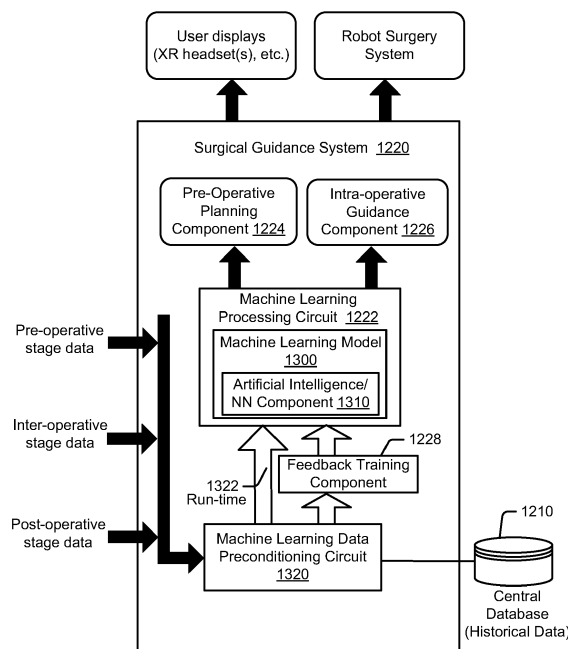 User displays
(XR headset(s), etc.)
Robot Surgery
System
Surgical Guidance System 1220
Pre-Operative
Planning
Component 1224
Intra-operative
Guidance
Component 1226
Machine Learning
Processing Circuit 1222
Machine Learning Model
1300
Artificial Intelligence/
NN Component 1310
Pre-operative
stage data
Inter-operative
stage data
Post-operative
stage data
1322
Run-time
1228
Feedback Training
Component
Machine Learning Data
Preconditioning Circuit
1320
1210
Central
Database
(Historical Data)